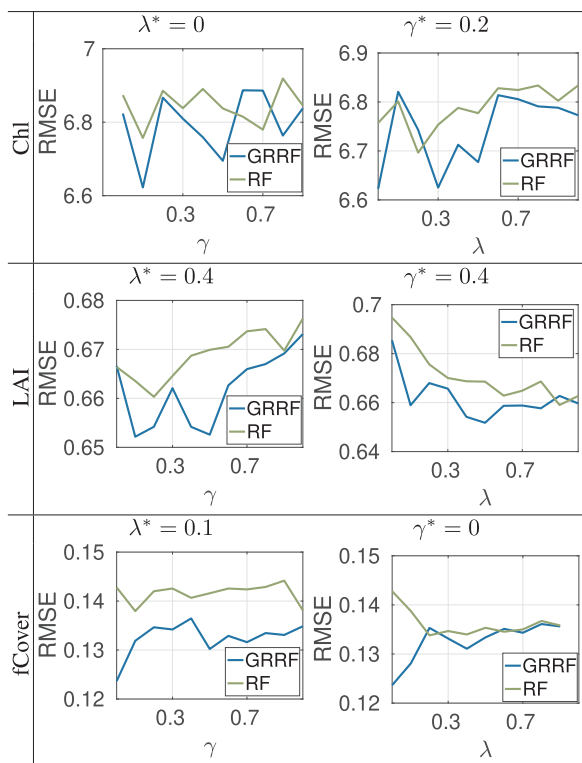 λ* = 0
γ* = 0.2
Chl
RMSE
7
6.8
6.6
0.3
0.7
γ
GRRF
RF
RMSE
6.9
6.8
6.7
6.6
0.3
0.7
λ
GRRF
RF
λ* = 0.4
γ* = 0.4
LAI
RMSE
0.68
0.67
0.66
0.65
0.3
0.7
γ
GRRF
RF
RMSE
0.7
0.68
0.66
0.64
0.3
0.7
λ
GRRF
RF
λ* = 0.1
γ* = 0
fCover
RMSE
0.15
0.14
0.13
0.12
0.3
0.7
γ
GRRF
RF
RMSE
0.15
0.14
0.13
0.12
0.3
0.7
λ
GRRF
RF